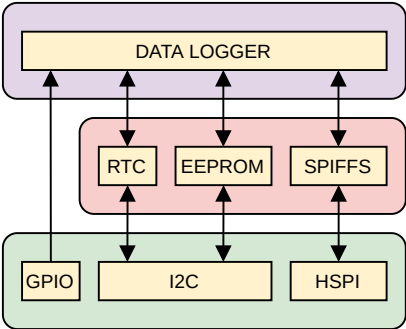 DATA LOGGER
RTC
EEPROM
SPIFFS
GPIO
I2C
HSPI